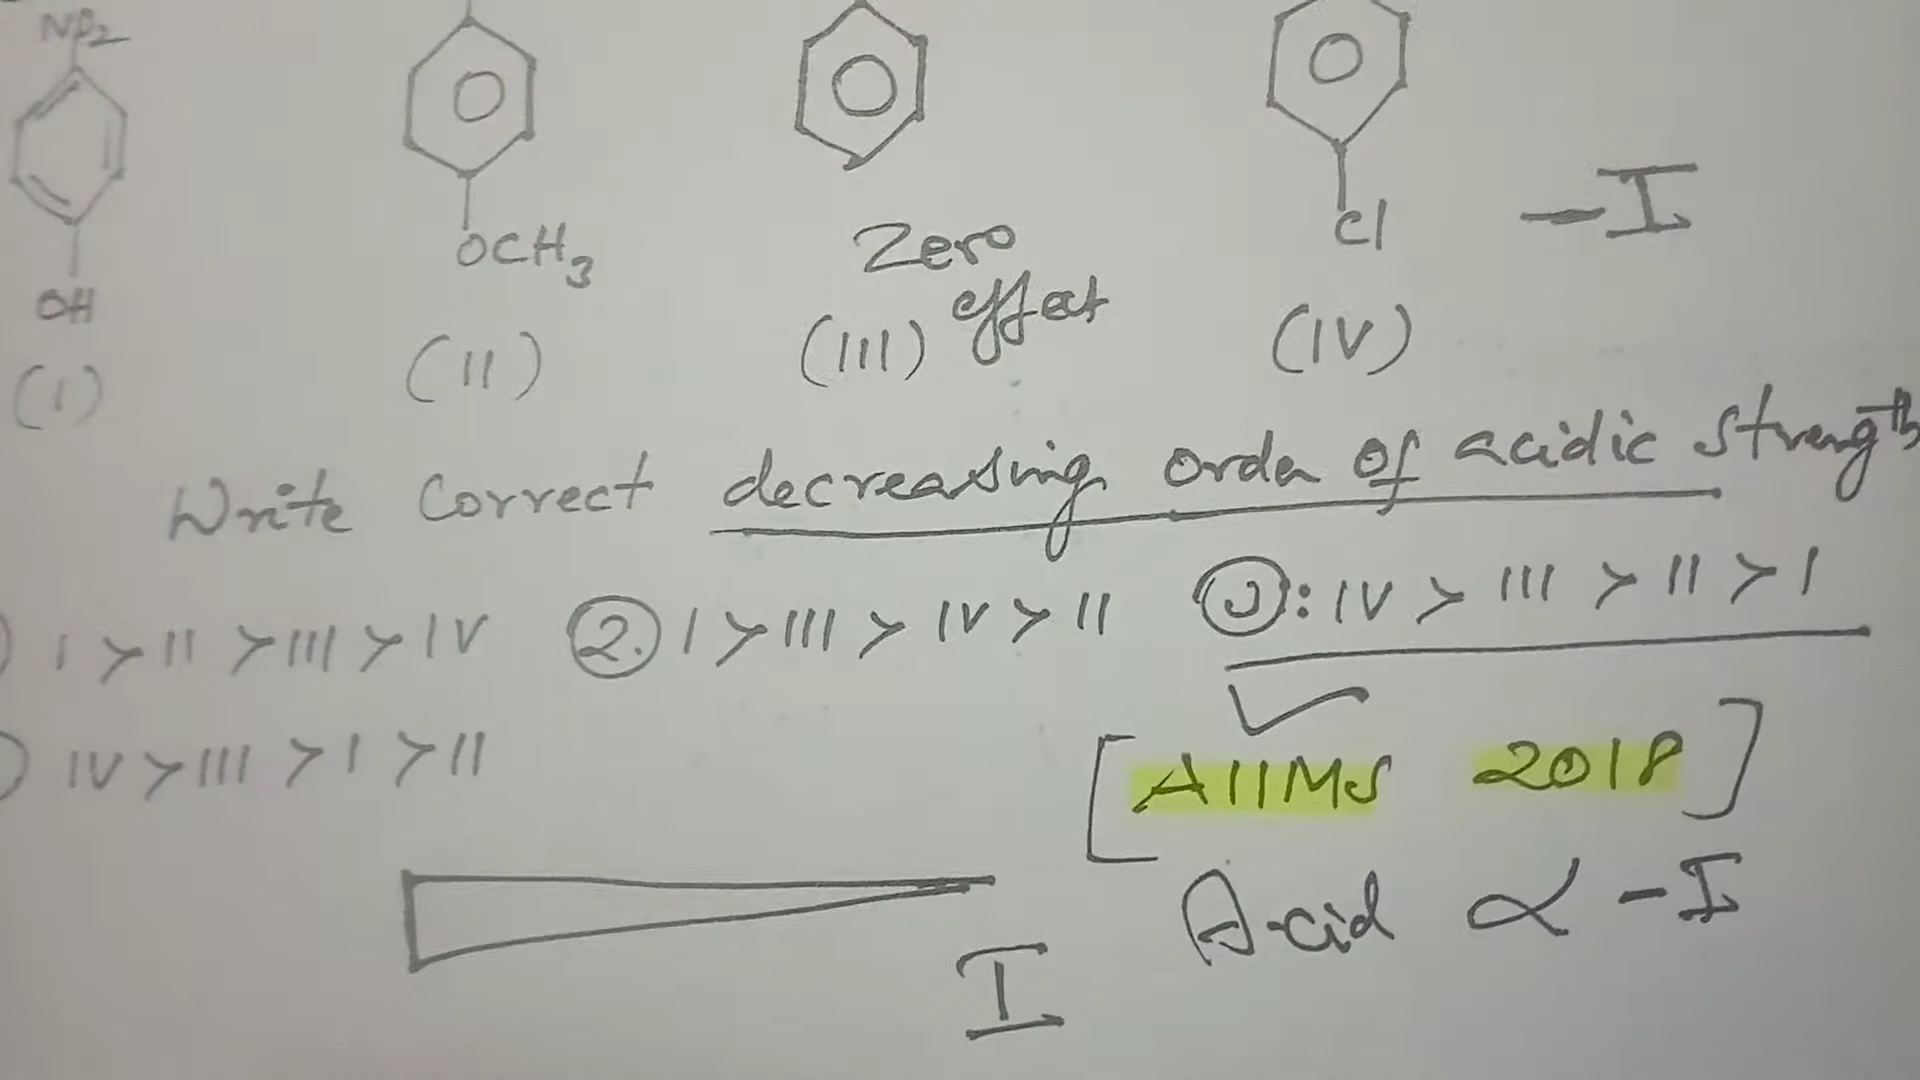 NO2
OH
(I)
OCH3
(II)
Zero
effect
(III)
Cl
(IV)
-I
Write correct decreasing order of acidic strength
I > II > III > IV
2. I > III > IV > II
3: IV > III > II > I
IV > III > I > II
[AIIMS 2018]
Acid ∝ -I
I